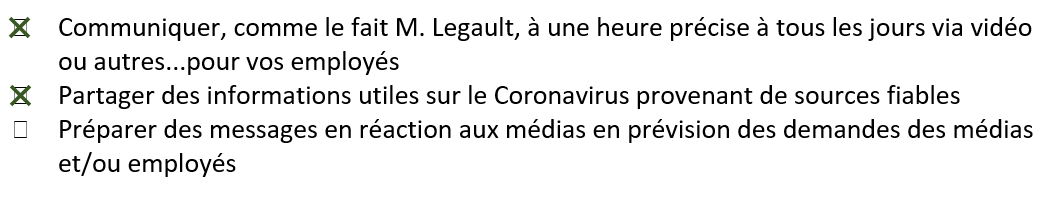 ☒ Communiquer, comme le fait M. Legault, à une heure précise à tous les jours via vidéo
ou autres...pour vos employés
☒ Partager des informations utiles sur le Coronavirus provenant de sources fiables
☐ Préparer des messages en réaction aux médias en prévision des demandes des médias
et/ou employés